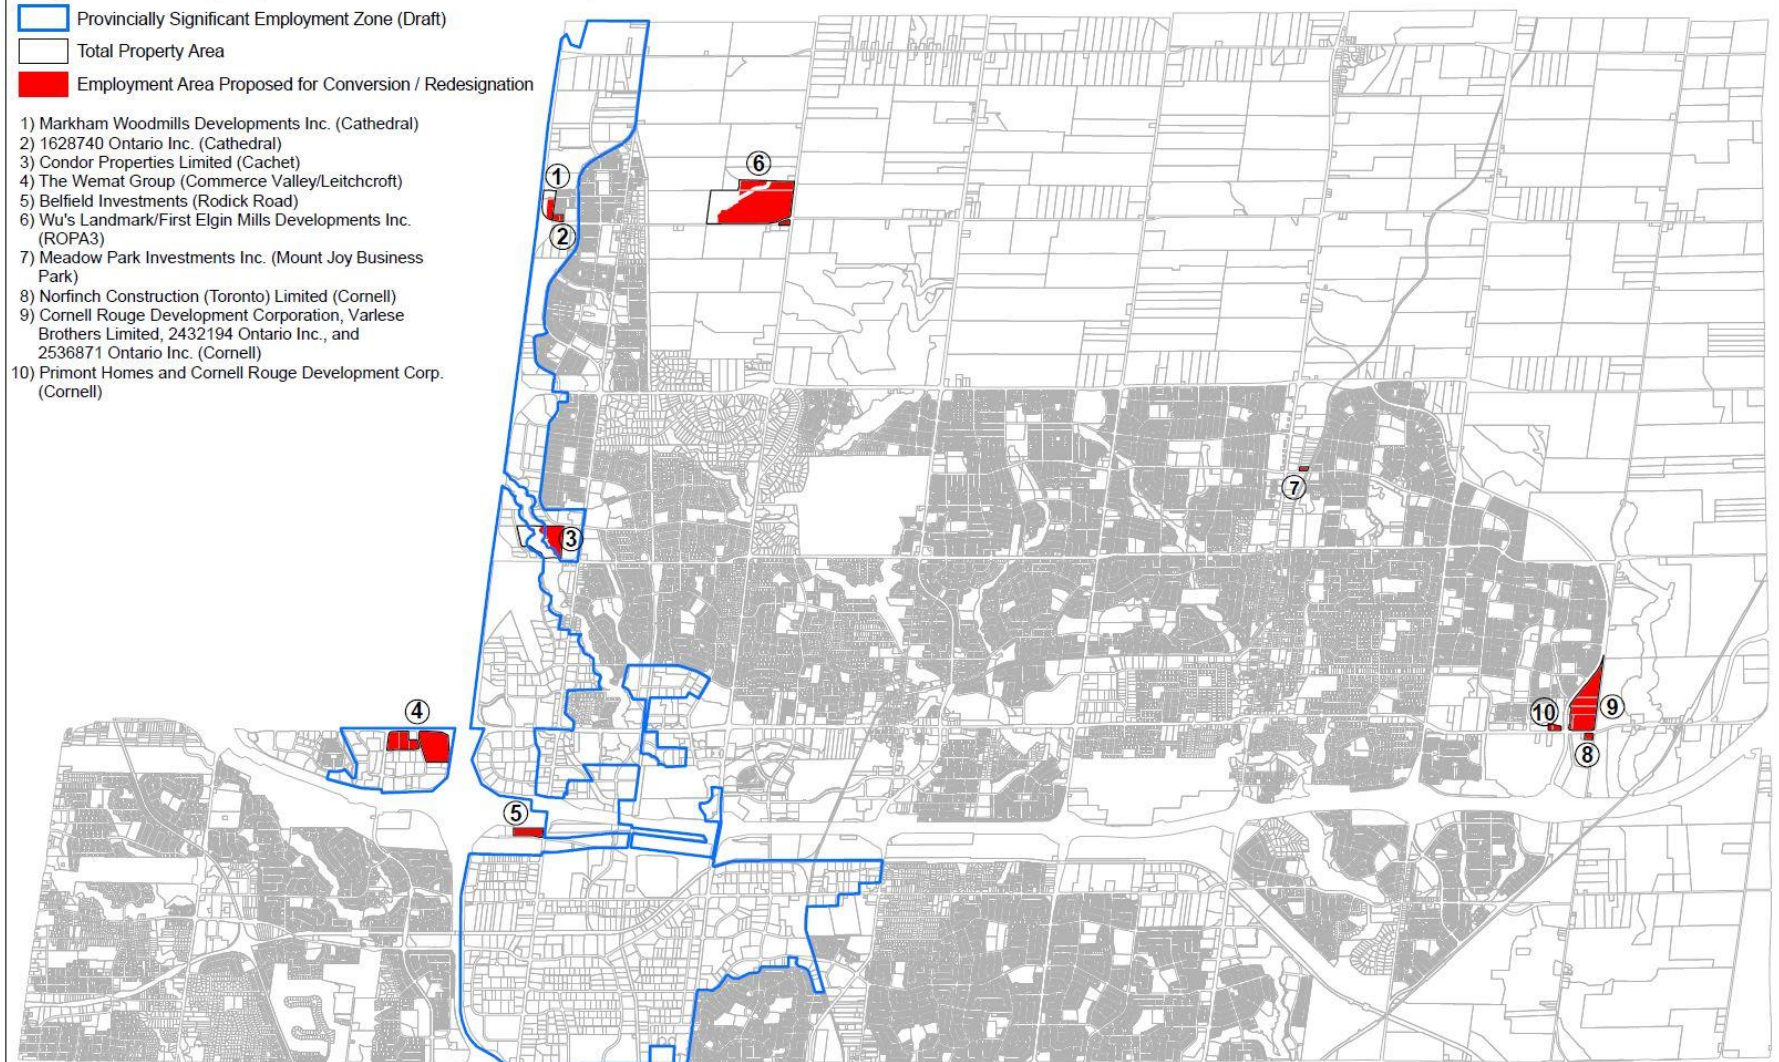 Provincially Significant Employment Zone (Draft)
Total Property Area
Employment Area Proposed for Conversion / Redesignation
1) Markham Woodmills Developments Inc. (Cathedral)
2) 1628740 Ontario Inc. (Cathedral)
3) Condor Properties Limited (Cachet)
4) The Wemat Group (Commerce Valley/Leitchcroft)
5) Belfield Investments (Rodick Road)
6) Wu's Landmark/First Elgin Mills Developments Inc.
(ROPA3)
7) Meadow Park Investments Inc. (Mount Joy Business
Park)
8) Norfinch Construction (Toronto) Limited (Cornell)
9) Cornell Rouge Development Corporation, Varlese
Brothers Limited, 2432194 Ontario Inc., and
2536871 Ontario Inc. (Cornell)
10) Primont Homes and Cornell Rouge Development Corp.
(Cornell)
6
1
2
7
3
4
10
9
8
5